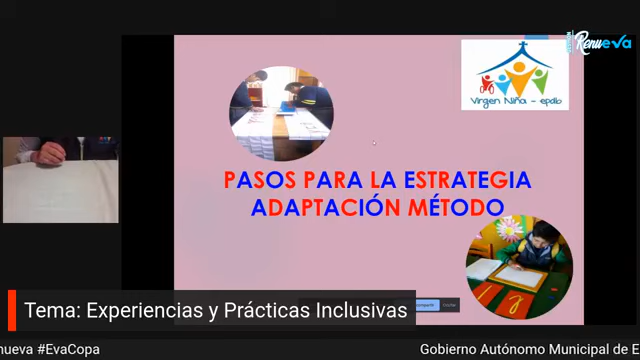 Renueva
Virgen Niña - epdb
PASOS PARA LA ESTRATEGIA
ADAPTACIÓN MÉTODO
Tema: Experiencias y Prácticas Inclusivas
nueva #EvaCopa
Gobierno Autónomo Municipal de E